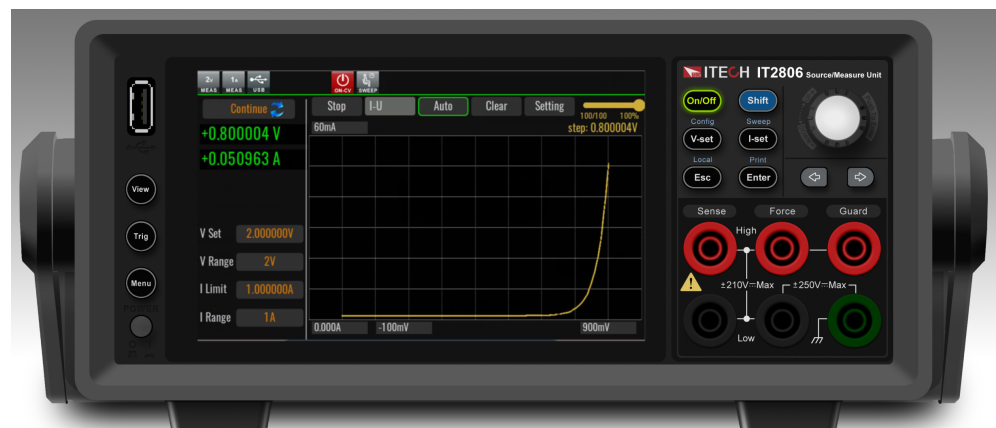 2v 1A
MEAS MEAS USB ON-CV SWEEP
Continue Stop I-U Auto Clear Setting 100/100 100%
60mA step: 0.800004V
+0.800004 V
+0.050963 A
V Set 2.000000V
V Range 2V
I Limit 1.000000A
I Range 1A
0.000A -100mV 900mV
View
Trig
Menu
POWER
ITECH IT2806 Source/Measure Unit
On/Off Shift
Config Sweep
V-set I-set
Local Print
Esc Enter
Sense Force Guard
High
±210V⎓Max ±250V⎓Max
Low